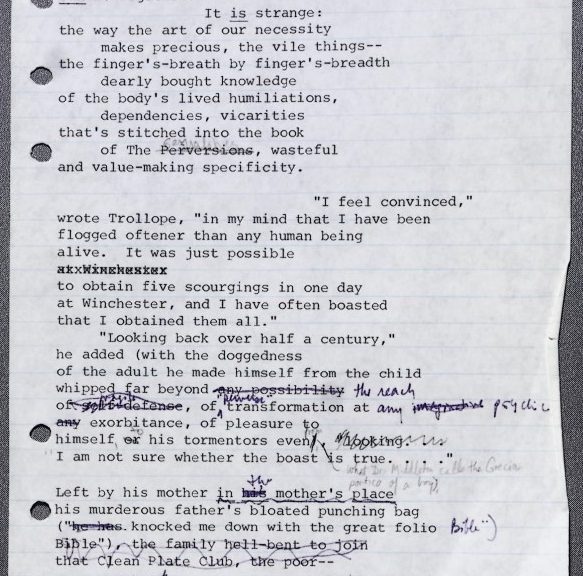 It is strange:
the way the art of our necessity
makes precious, the vile things--
the finger's-breath by finger's-breadth
dearly bought knowledge
of the body's lived humiliations,
dependencies, vicarities
that's stitched into the book
of The Perversions, wasteful
and value-making specificity.
"I feel convinced,"
wrote Trollope, "in my mind that I have been
flogged oftener than any human being
alive. It was just possible
at Winchester
to obtain five scourgings in one day
at Winchester, and I have often boasted
that I obtained them all."
"Looking back over half a century,"
he added (with the doggedness
of the adult he made himself from the child
whipped far beyond any possibility the reach
of self-defense, of "perverse" transformation at any imaginative psychic
any exorbitance, of pleasure to
himself or his tormentors even), "looking.
I am not sure whether the boast is true. . . ."
what Dr. Middleton calls the Grecian
portico of a boy)
the
Left by his mother in his mother's place
his murderous father's bloated punching bag
("he has knocked me down with the great folio Bible")
Bible"), the family hell-bent to join
that Clean Plate Club, the poor--